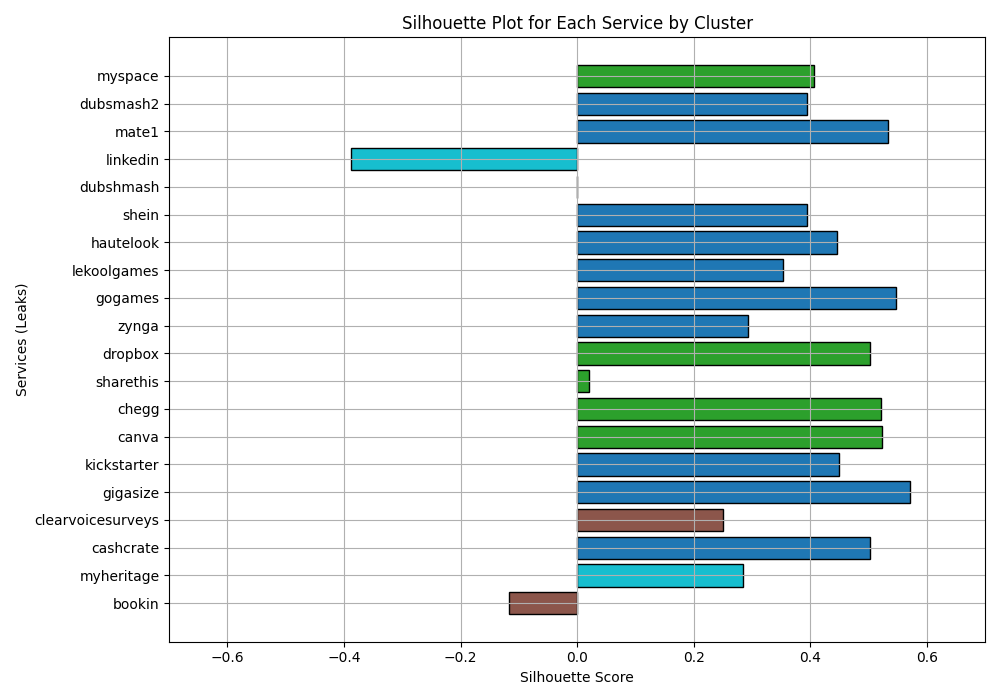 Silhouette Plot for Each Service by Cluster
Services (Leaks)
myspace
dubsmash2
mate1
linkedin
dubshmash
shein
hautelook
lekoolgames
gogames
zynga
dropbox
sharethis
chegg
canva
kickstarter
gigasize
clearvoicesurveys
cashcrate
myheritage
bookin
−0.6 −0.4 −0.2 0.0 0.2 0.4 0.6
Silhouette Score